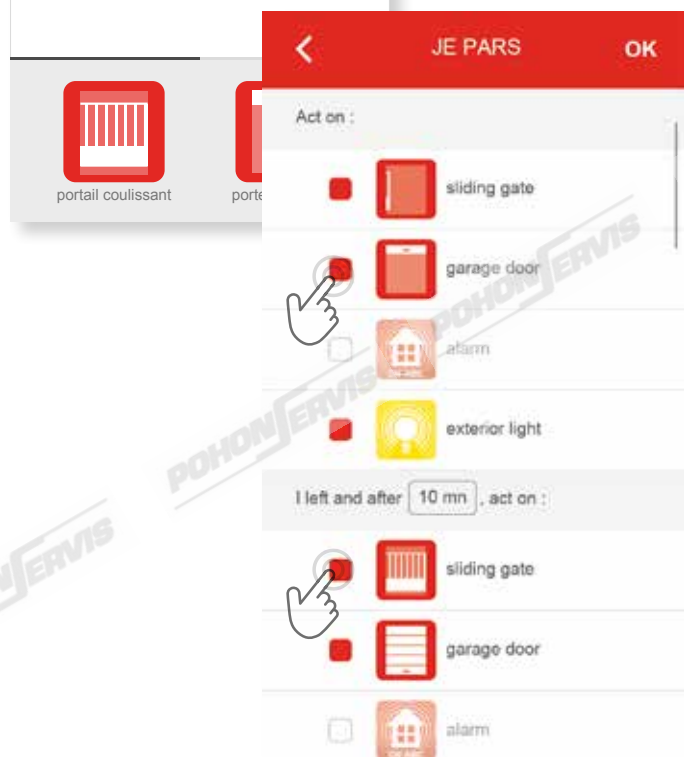 JE PARS
OK
Act on :
sliding gate
portail coulissant
porte
garage door
alarm
exterior light
I left and after 10 mn , act on :
sliding gate
garage door
alarm
POHONSERVIS
POHONSERVIS
SERVIS